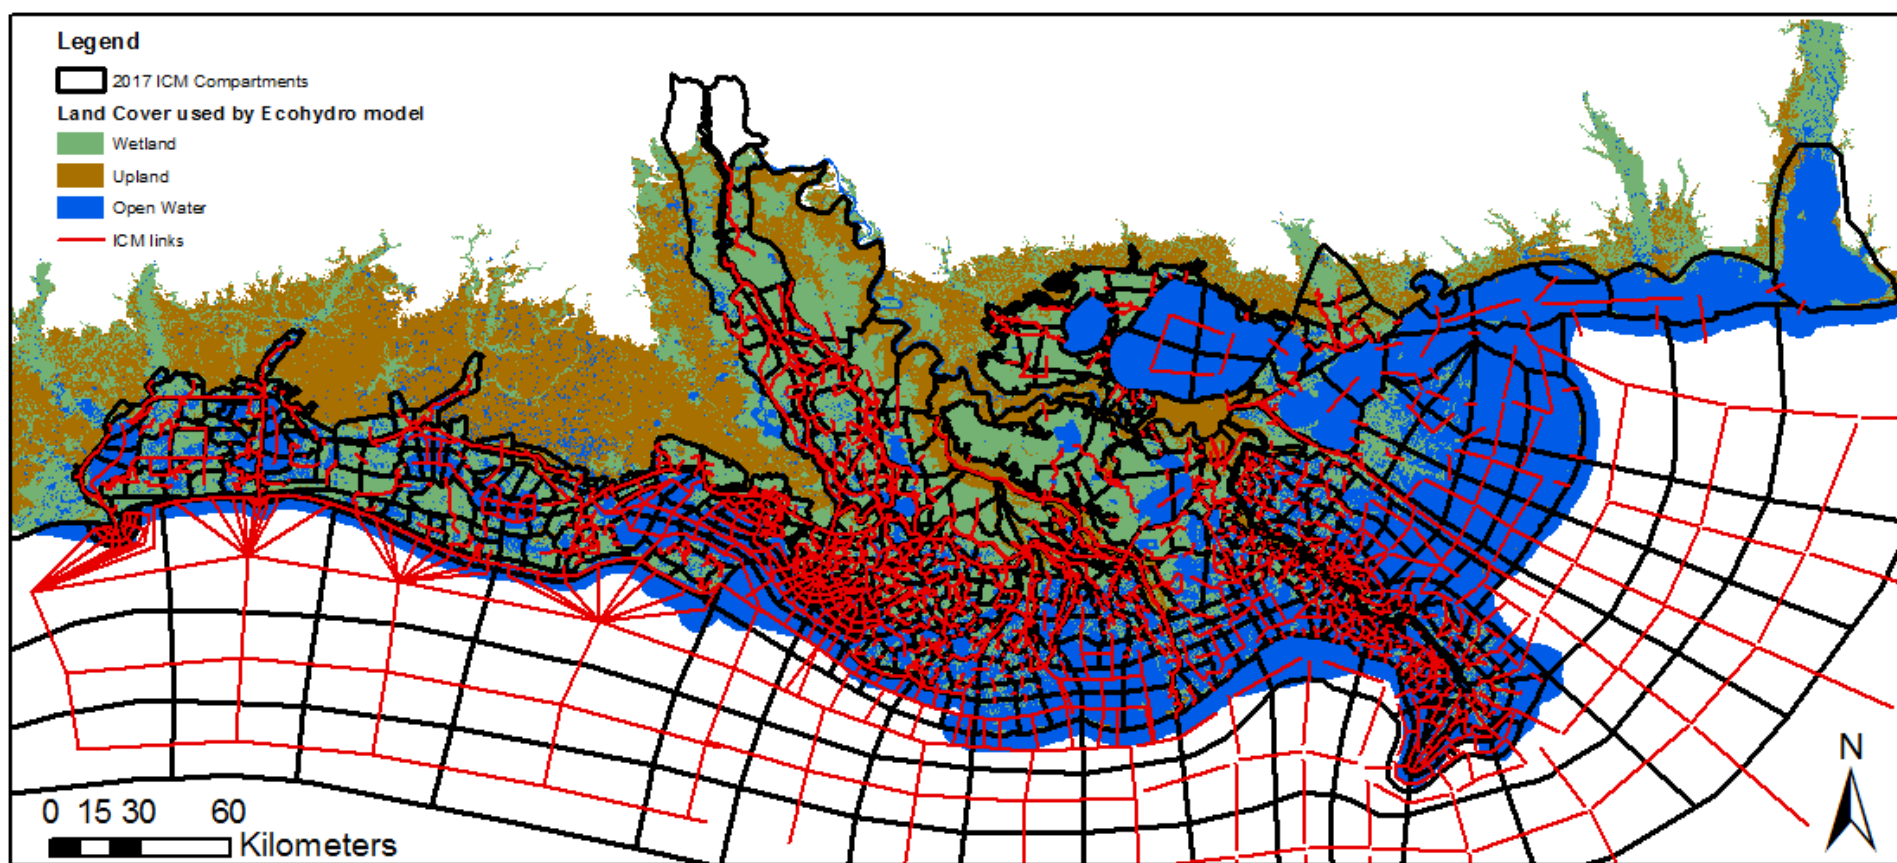 Legend
2017 ICM Compartments
Land Cover used by Ecohydro model
Wetland
Upland
Open Water
ICM links
N
0 15 30 60
Kilometers